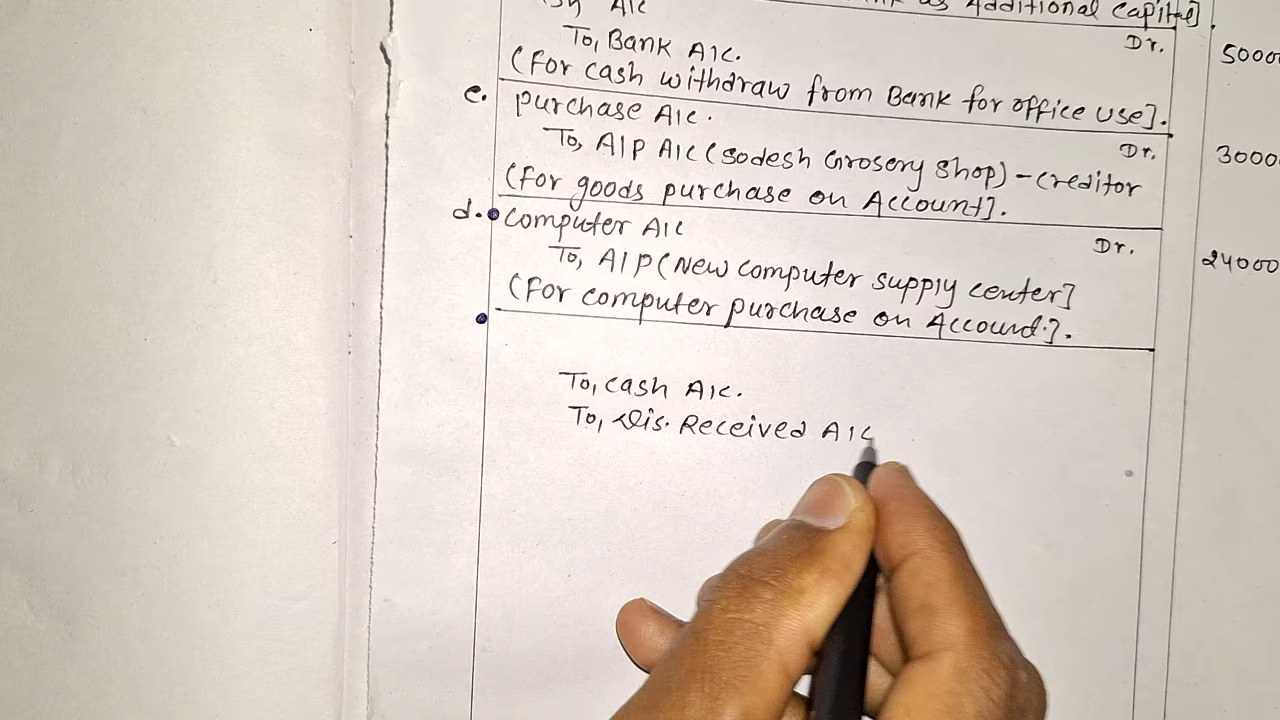 as Additional Capital]
A/C
Dr.
To, Bank A/C.
5000
(For cash withdraw from Bank for office use].
c.
purchase A/C.
Dr.
3000
To, A/P A/C (Sodesh Grosery Shop) - Creditor
(For goods purchase on Account].
d.
computer A/C
Dr.
24000
To, A/P (New computer supply center]
(For computer purchase on Accound.].
To, cash A/C.
To, Dis. Received A/C